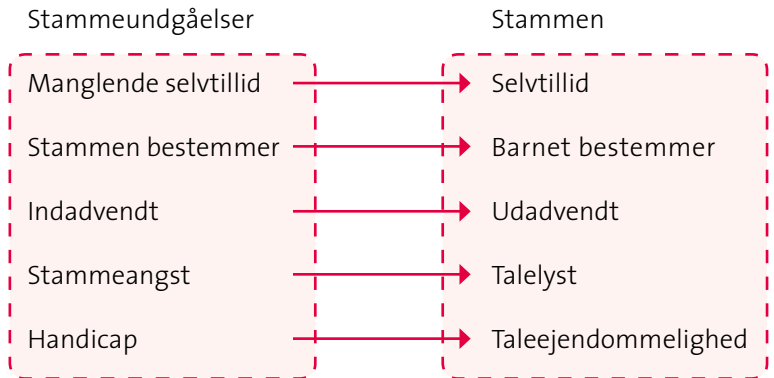 Stammeundgåelser Stammen
Manglende selvtillid Selvtillid
Stammen bestemmer Barnet bestemmer
Indadvendt Udadvendt
Stammeangst Talelyst
Handicap Taleejendommelighed